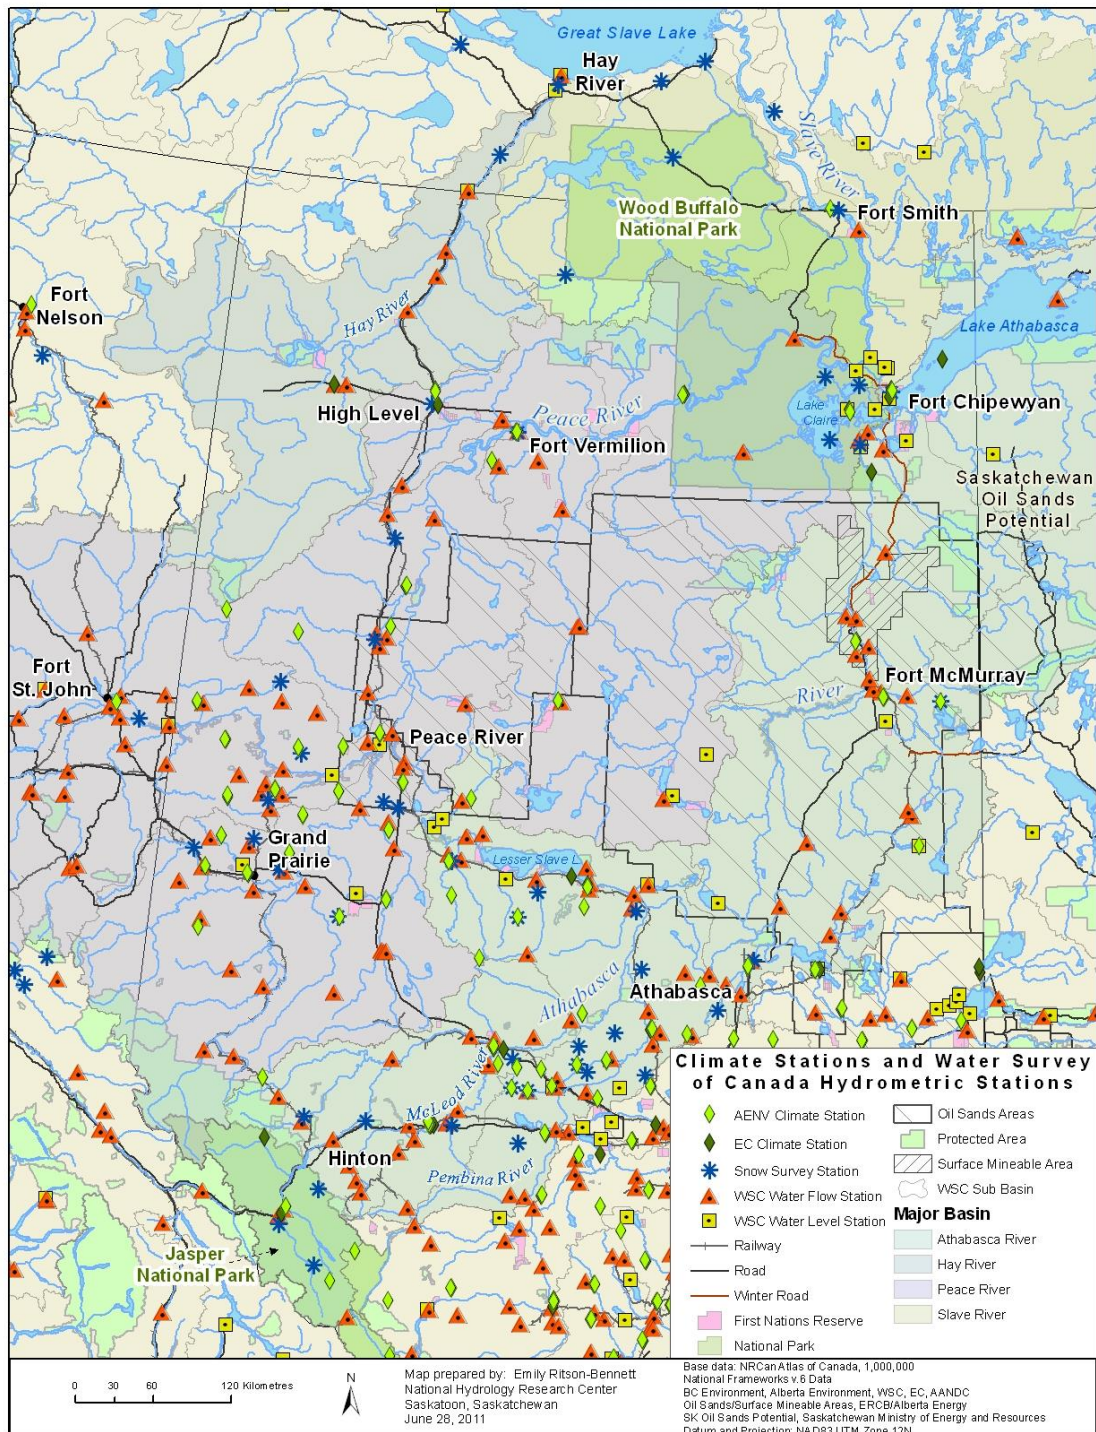 Great Slave Lake
Hay
River
Slave River
Wood Buffalo
National Park
Fort Smith
Fort
Nelson
Hay River
Lake Athabasca
High Level
Peace River
Fort Vermilion
Lake
Claire
Fort Chipewyan
Saskatchewan
Oil Sands
Potential
Fort
St. John
River
Fort McMurray
Peace River
Grand
Prairie
Lesser Slave L.
Athabasca
Athabasca
McLeod River
Hinton
Pembina River
Jasper
National Park
Climate Stations and Water Survey
of Canada Hydrometric Stations
AENV Climate Station
EC Climate Station
Snow Survey Station
WSC Water Flow Station
WSC Water Level Station
Railway
Road
Winter Road
First Nations Reserve
National Park
Oil Sands Areas
Protected Area
Surface Mineable Area
WSC Sub Basin
Major Basin
Athabasca River
Hay River
Peace River
Slave River
0 30 60 120 Kilometres
N
Map prepared by: Emily Ritson-Bennett
National Hydrology Research Center
Saskatoon, Saskatchewan
June 28, 2011
Base data: NRCan Atlas of Canada, 1,000,000
National Frameworks v.6 Data
BC Environment, Alberta Environment, WSC, EC, AANDC
Oil Sands/Surface Mineable Areas, ERCB/Alberta Energy
SK Oil Sands Potential, Saskatchewan Ministry of Energy and Resources
Datum and Projection: NAD83 UTM Zone 12N